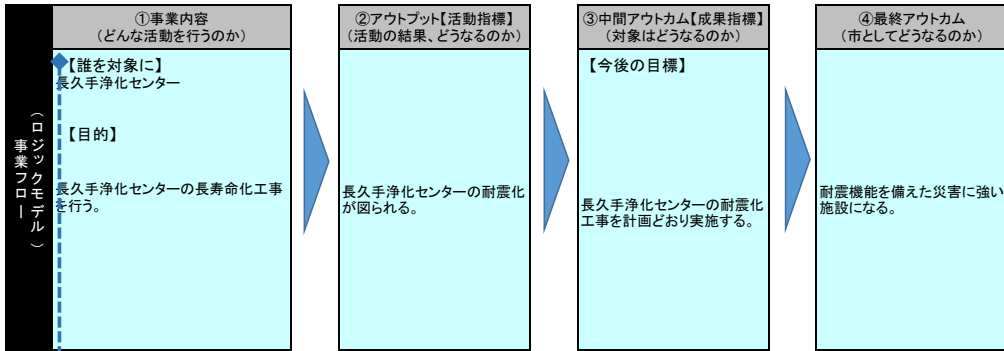 事業フロー
（ロジックモデル）
①事業内容
（どんな活動を行うのか）
【誰を対象に】
長久手浄化センター
【目的】
長久手浄化センターの長寿命化工事
を行う。
②アウトプット【活動指標】
（活動の結果、どうなるのか）
長久手浄化センターの耐震化
が図られる。
③中間アウトカム【成果指標】
（対象はどうなるのか）
【今後の目標】
長久手浄化センターの耐震化
工事を計画どおり実施する。
④最終アウトカム
（市としてどうなるのか）
耐震機能を備えた災害に強い
施設になる。